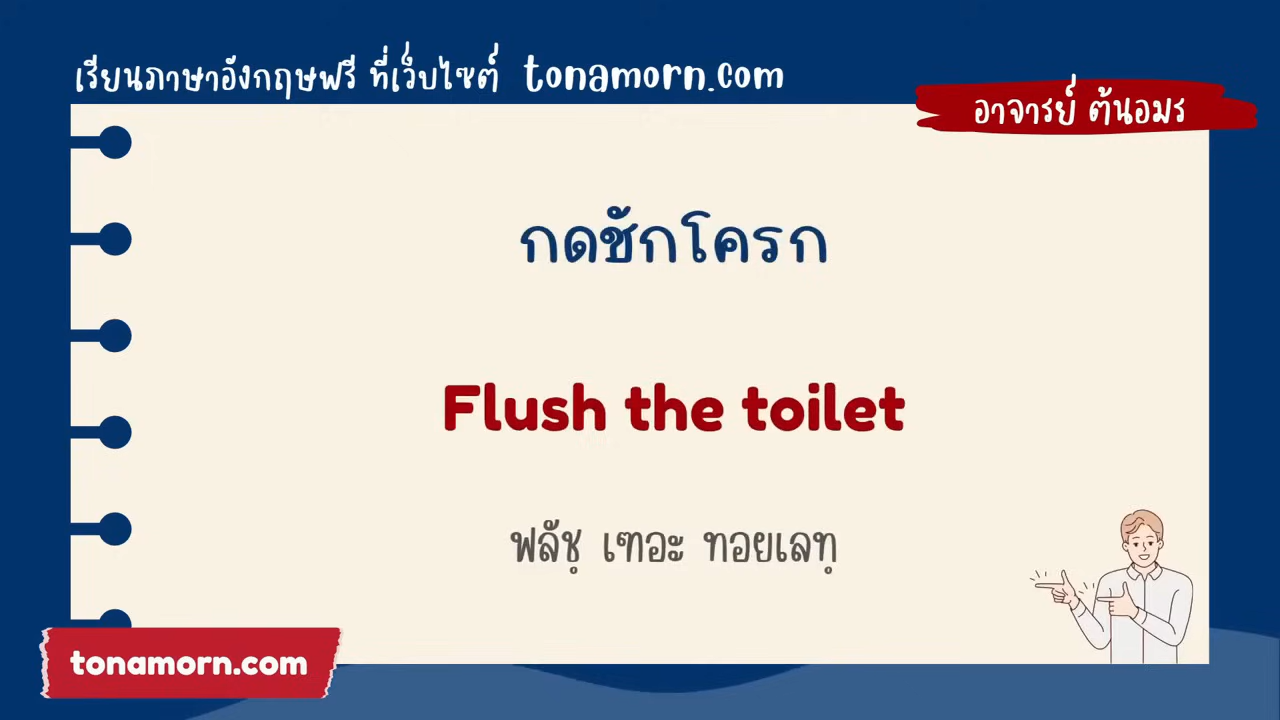 เรียนภาษาอังกฤษฟรี ที่เว็บไซต์ tonamorn.com
อาจารย์ ต้นอมร
กดชักโครก
Flush the toilet
ฟลัชฺ เฑอะ ทอยเลทฺ
tonamorn.com